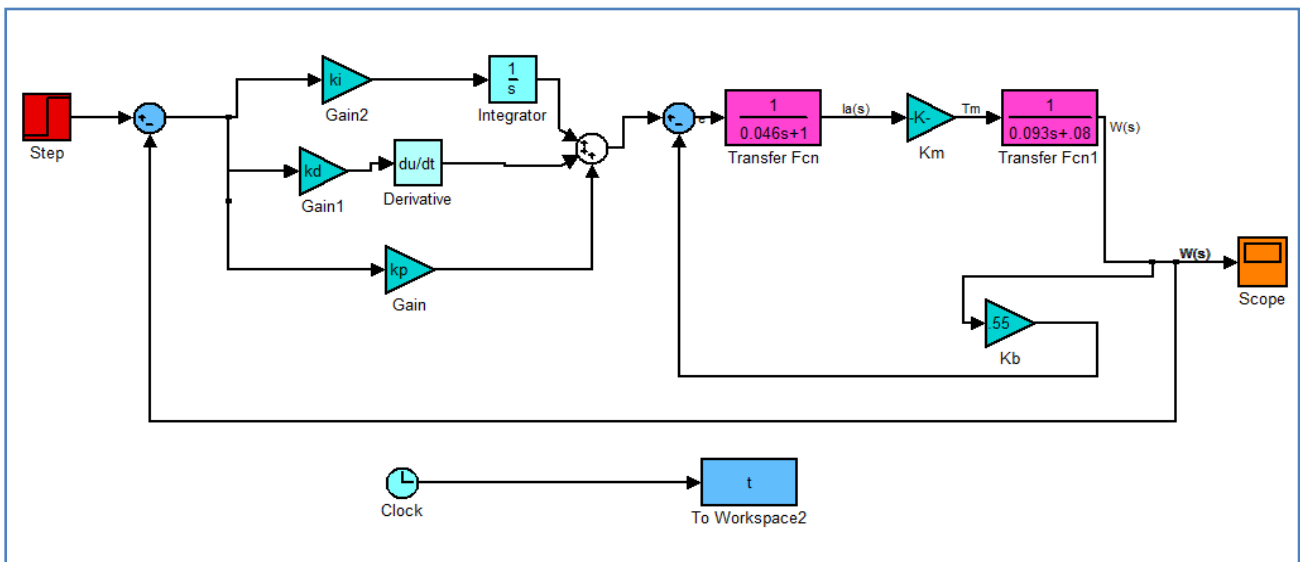 Step
+
-
ki
Gain2
1
s
Integrator
kd
Gain1
du/dt
Derivative
kp
Gain
+
+
+
+
-
e
1
0.046s+1
Transfer Fcn
Ia(s)
-K-
Km
Tm
1
0.093s+.08
Transfer Fcn1
W(s)
W(s)
Scope
.55
Kb
Clock
t
To Workspace2